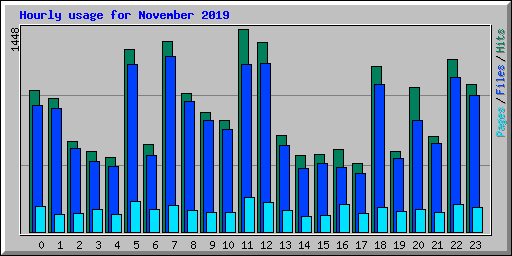 Hourly usage for November 2019
1448
Pages/Files/Hits
0 1 2 3 4 5 6 7 8 9 10 11 12 13 14 15 16 17 18 19 20 21 22 23